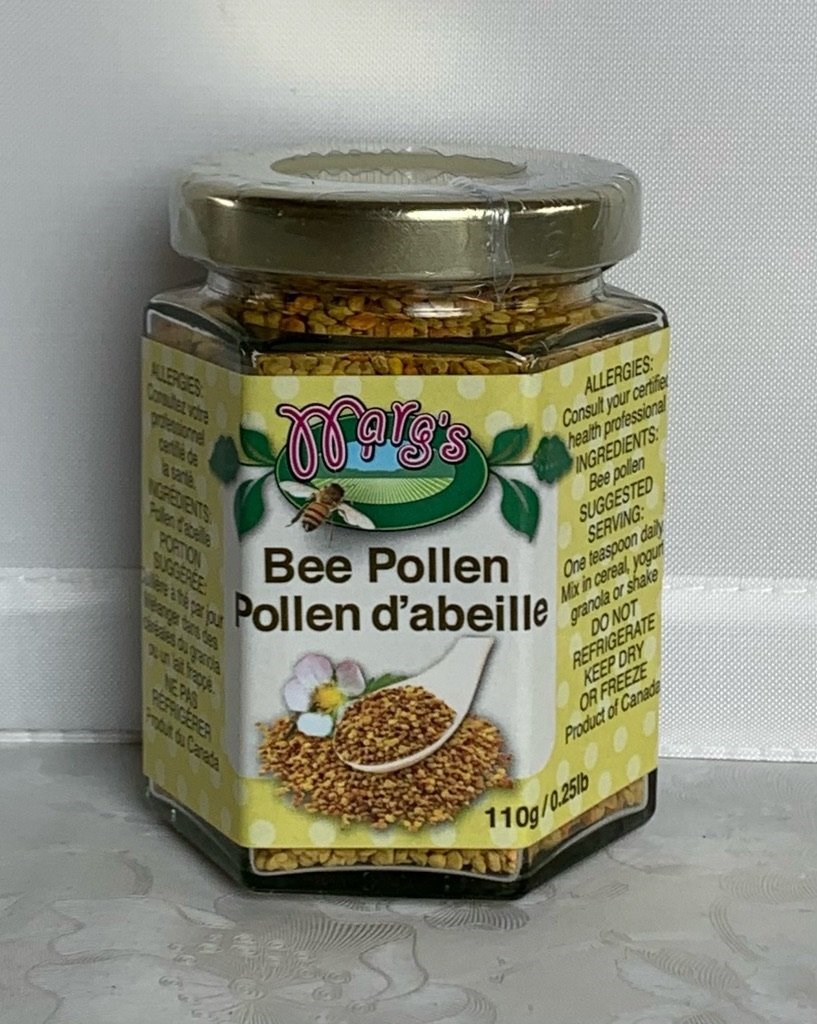 Marg's
Bee Pollen
Pollen d'abeille
110g/0.25lb
ALLERGIES:
Consultez votre
professionnel
certifié de
la santé.
INGRÉDIENTS:
Pollen d'abeille
PORTION
SUGGÉRÉE:
à thé par jour
Mélanger dans des
céréales du granola
ou un lait frappé.
NE PAS
RÉFRIGÉRER
Produit du Canada
ALLERGIES:
Consult your certified
health professional
INGREDIENTS:
Bee pollen
SUGGESTED
SERVING:
One teaspoon daily
Mix in cereal, yogurt
granola or shake
DO NOT
REFRIGERATE
KEEP DRY
OR FREEZE
Product of Canada